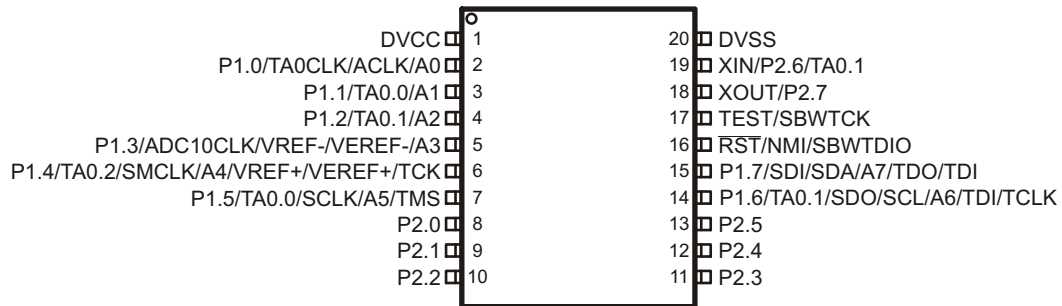 DVCC 1 20 DVSS
P1.0/TA0CLK/ACLK/A0 2 19 XIN/P2.6/TA0.1
P1.1/TA0.0/A1 3 18 XOUT/P2.7
P1.2/TA0.1/A2 4 17 TEST/SBWTCK
P1.3/ADC10CLK/VREF-/VEREF-/A3 5 16 RST/NMI/SBWTDIO
P1.4/TA0.2/SMCLK/A4/VREF+/VEREF+/TCK 6 15 P1.7/SDI/SDA/A7/TDO/TDI
P1.5/TA0.0/SCLK/A5/TMS 7 14 P1.6/TA0.1/SDO/SCL/A6/TDI/TCLK
P2.0 8 13 P2.5
P2.1 9 12 P2.4
P2.2 10 11 P2.3